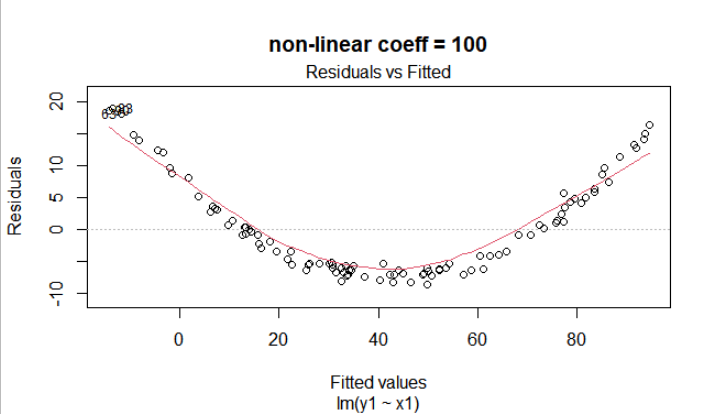 non-linear coeff = 100
Residuals vs Fitted
Residuals
20
10
5
0
-10
0
20
40
60
80
Fitted values
lm(y1 ~ x1)